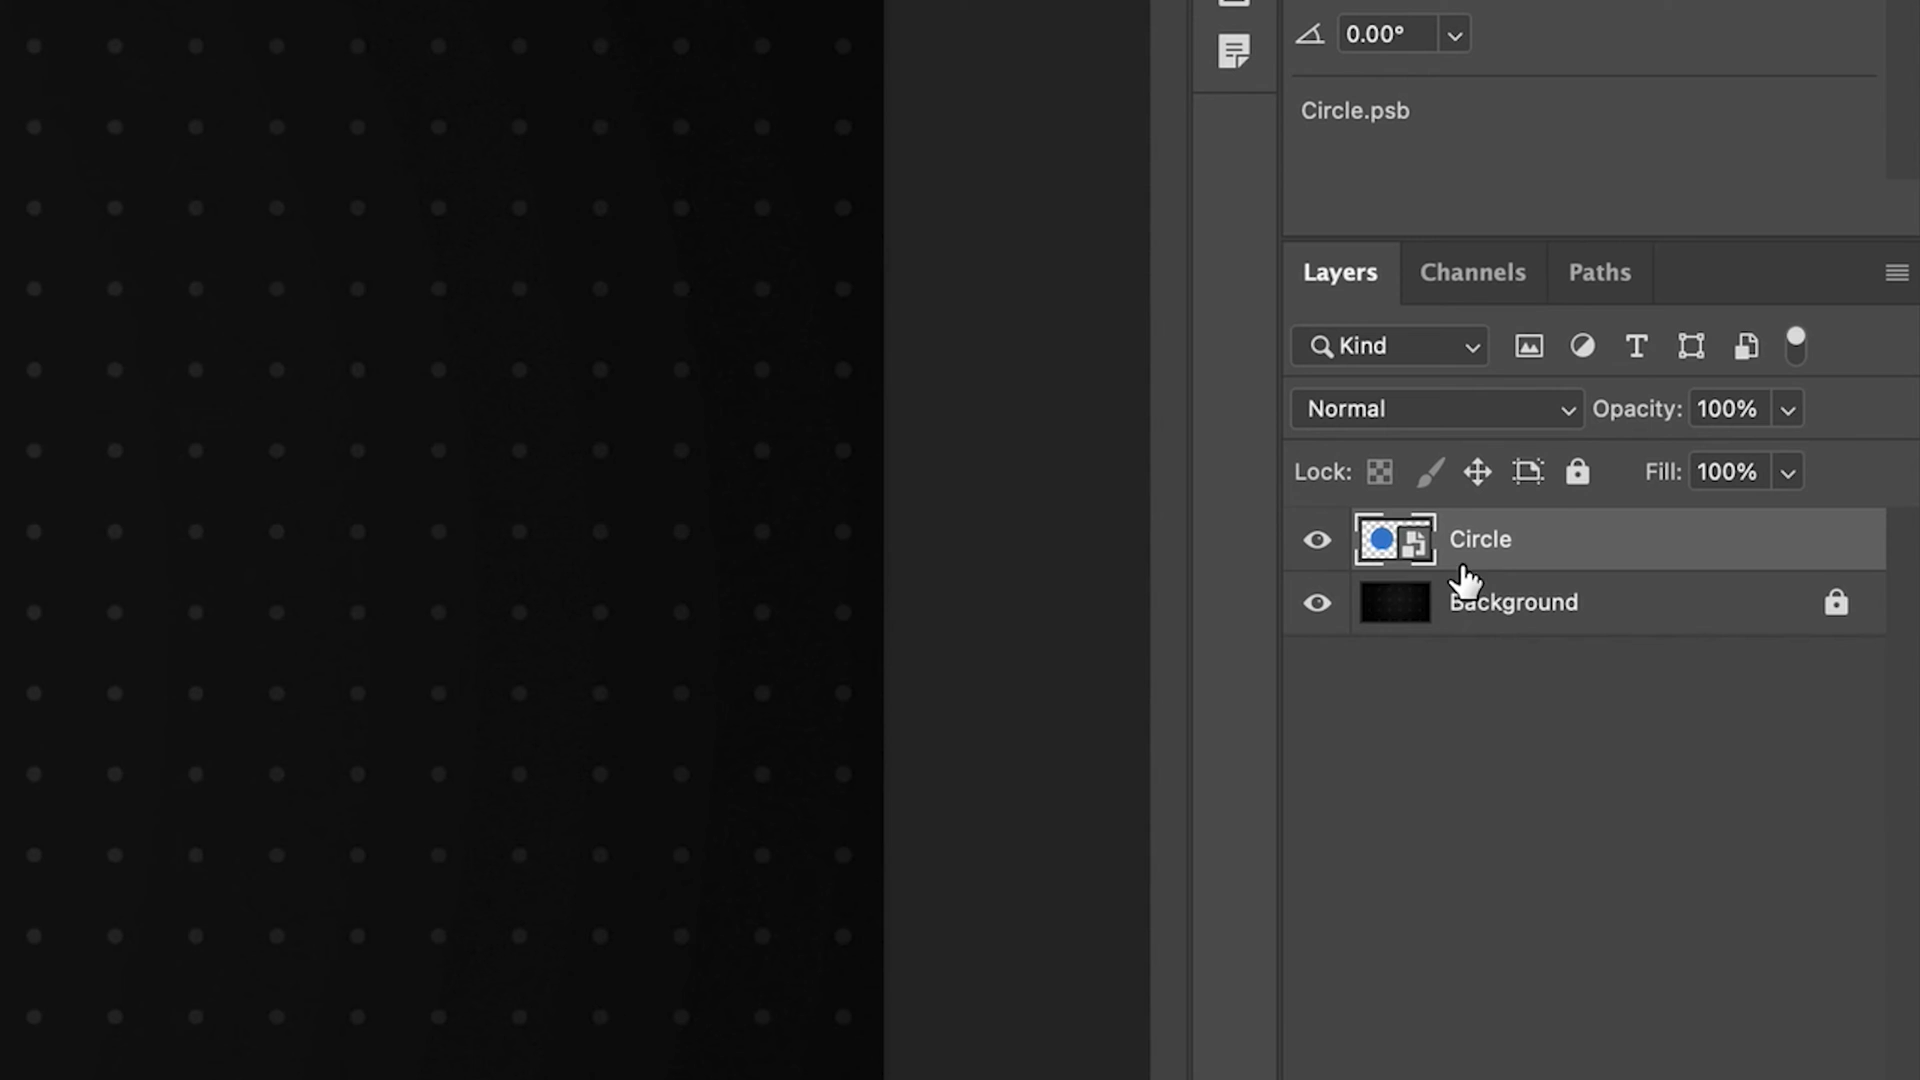 0.00°
Circle.psb
Layers Channels Paths
Kind
Normal Opacity: 100%
Lock: Fill: 100%
Circle
Background